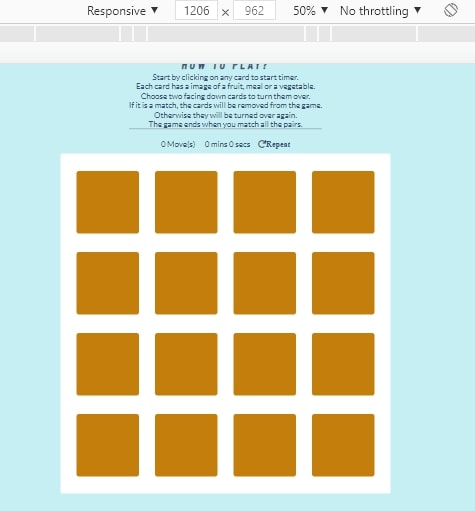 Responsive ▼ 1206 x 962 50% ▼ No throttling ▼
HOW TO PLAY?
Start by clicking on any card to start timer.
Each card has a image of a fruit, meal or a vegetable.
Choose two facing down cards to turn them over.
If it is a match, the cards will be removed from the game.
Otherwise they will be turned over again.
The game ends when you match all the pairs.
0 Move(s) 0 mins 0 secs Repeat